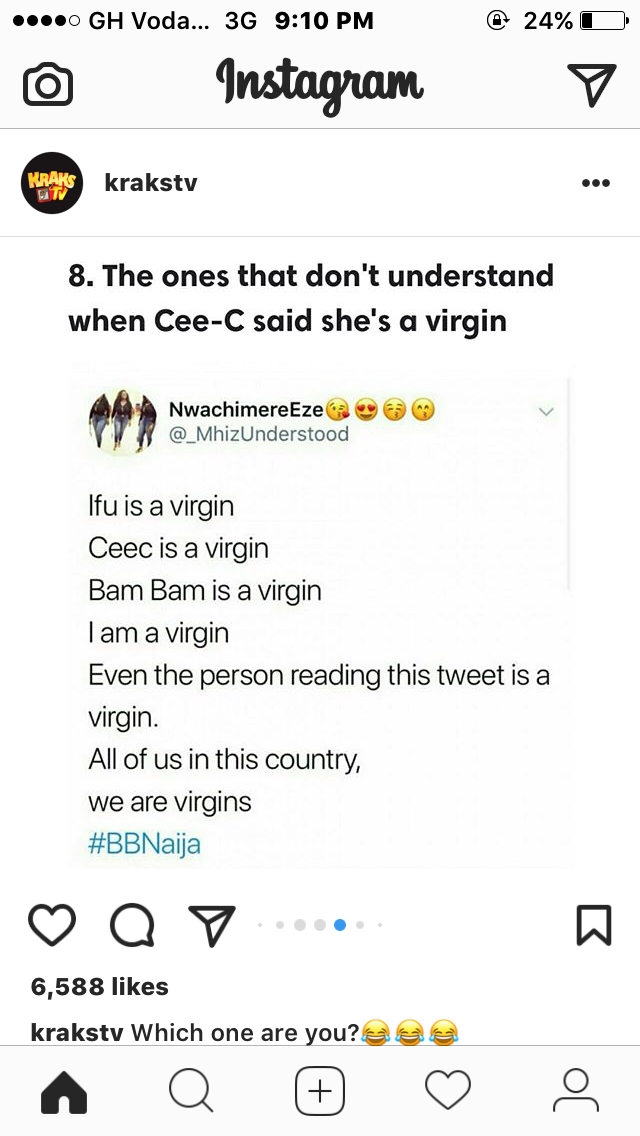 GH Voda... 3G 9:10 PM 24%
Instagram
KRAKS TV
krakstv
8. The ones that don't understand
when Cee-C said she's a virgin
NwachimereEze😘😍😚😙
@_MhizUnderstood
Ifu is a virgin
Ceec is a virgin
Bam Bam is a virgin
I am a virgin
Even the person reading this tweet is a
virgin.
All of us in this country,
we are virgins
#BBNaija
6,588 likes
krakstv Which one are you?😂😂😂